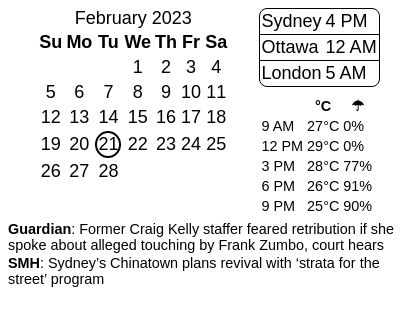 February 2023
Su Mo Tu We Th Fr Sa
1 2 3 4
5 6 7 8 9 10 11
12 13 14 15 16 17 18
19 20 21 22 23 24 25
26 27 28
Sydney 4 PM
Ottawa 12 AM
London 5 AM
°C ☂
9 AM 27°C 0%
12 PM 29°C 0%
3 PM 28°C 77%
6 PM 26°C 91%
9 PM 25°C 90%
Guardian: Former Craig Kelly staffer feared retribution if she
spoke about alleged touching by Frank Zumbo, court hears
SMH: Sydney’s Chinatown plans revival with ‘strata for the
street’ program